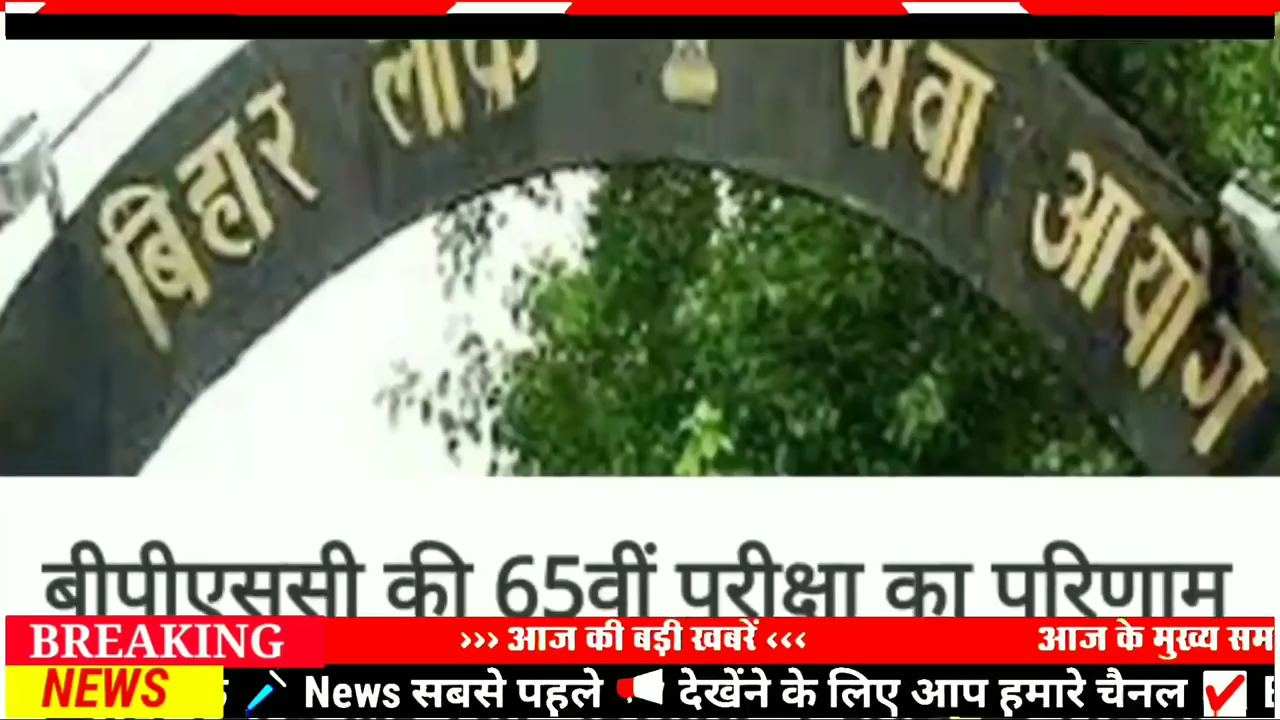 बिहार लोक सेवा आयोग
बीपीएससी की 65वीं परीक्षा का परिणाम
BREAKING
››› आज की बड़ी खबरें ‹‹‹
आज के मुख्य सम
NEWS
News सबसे पहले 📢 देखेंने के लिए आप हमारे चैनल